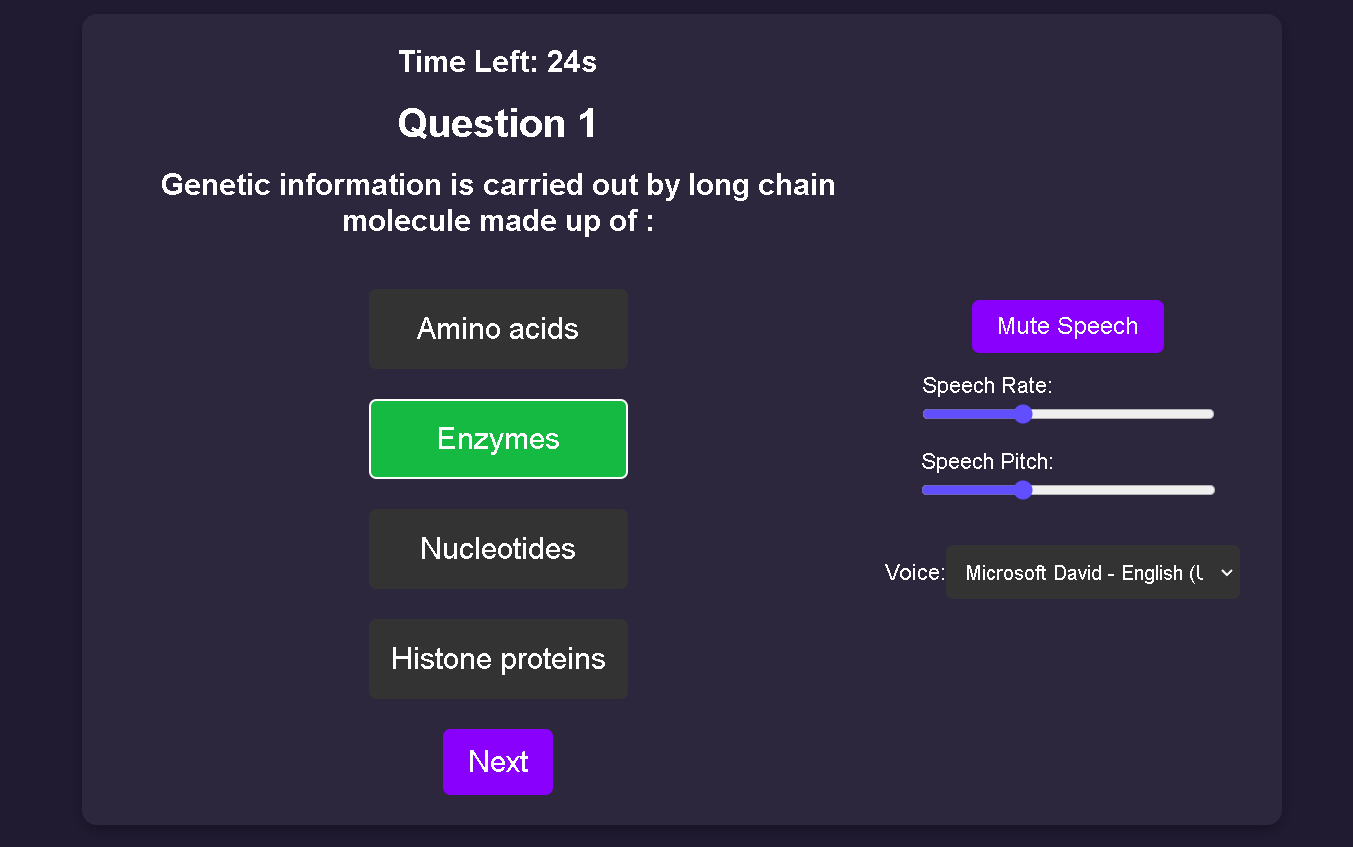 Time Left: 24s
Question 1
Genetic information is carried out by long chain
molecule made up of :
Amino acids
Enzymes
Nucleotides
Histone proteins
Next
Mute Speech
Speech Rate:
Speech Pitch:
Voice: Microsoft David - English (